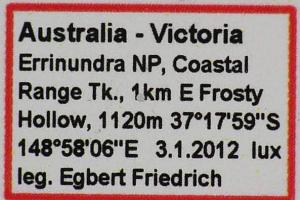 Australia - Victoria
Errinundra NP, Coastal
Range Tk., 1km E Frosty
Hollow, 1120m 37°17'59"S
148°58'06"E 3.1.2012 lux
leg. Egbert Friedrich